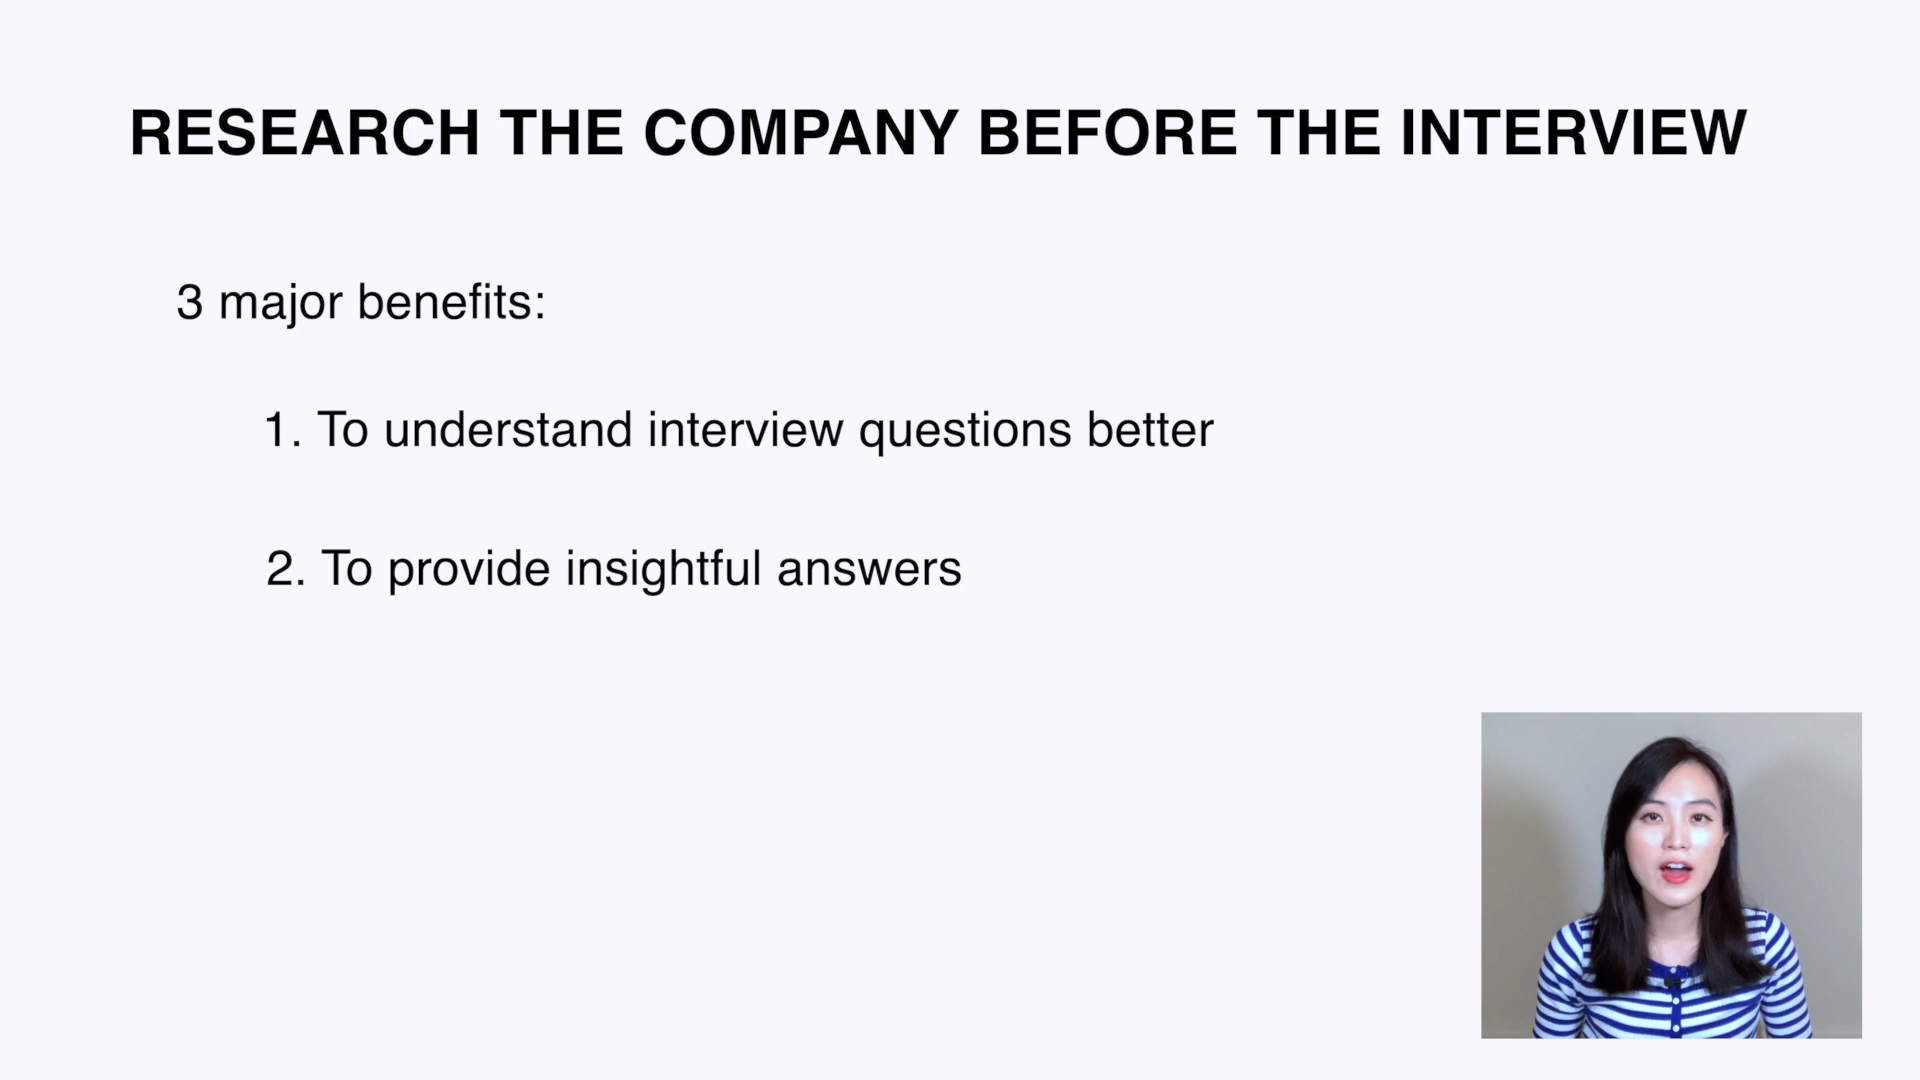 RESEARCH THE COMPANY BEFORE THE INTERVIEW
3 major benefits:
1. To understand interview questions better
2. To provide insightful answers